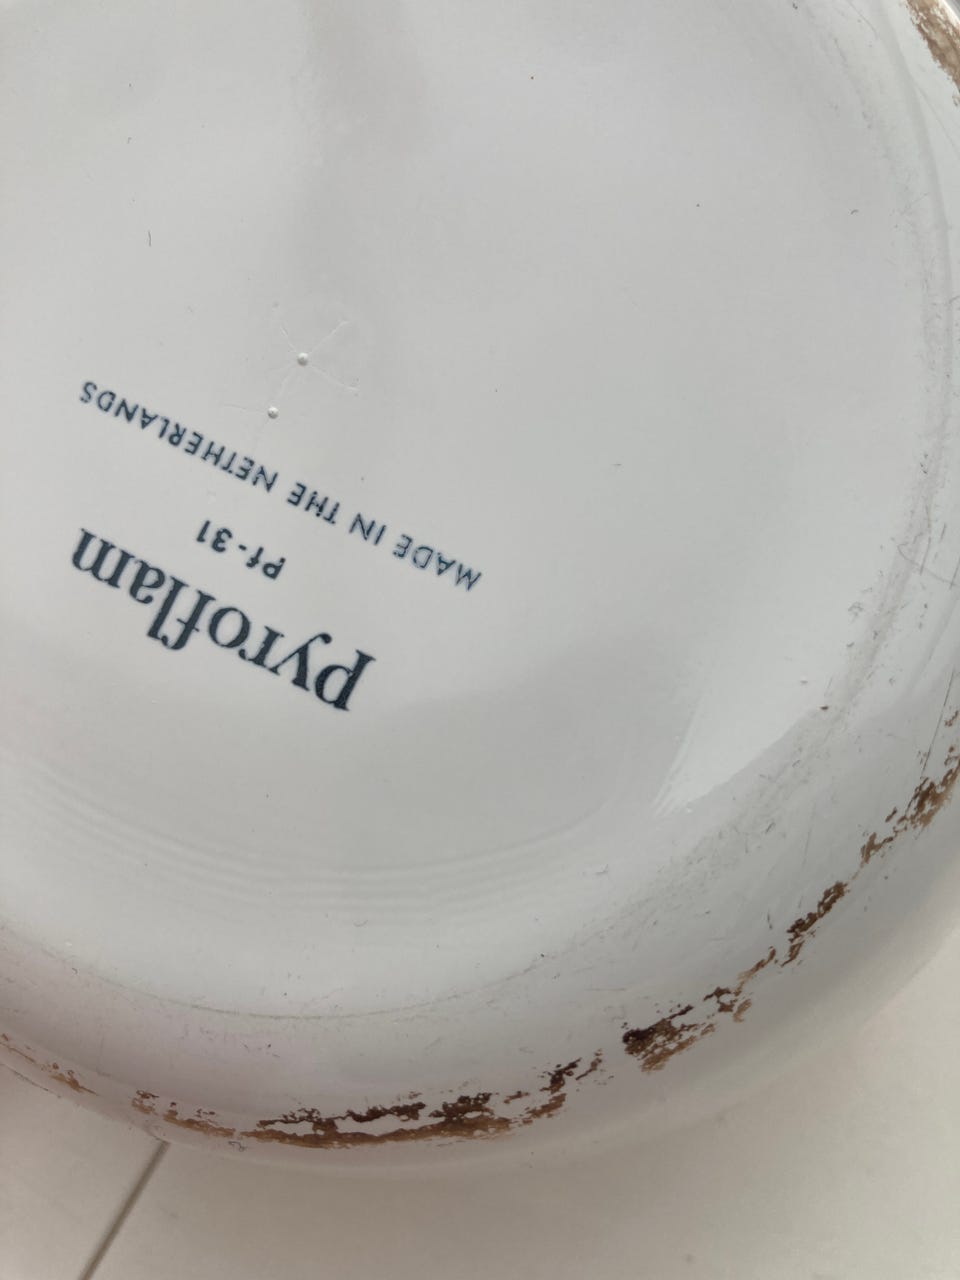 pyroflam
Pf-31
MADE IN THE NETHERLANDS